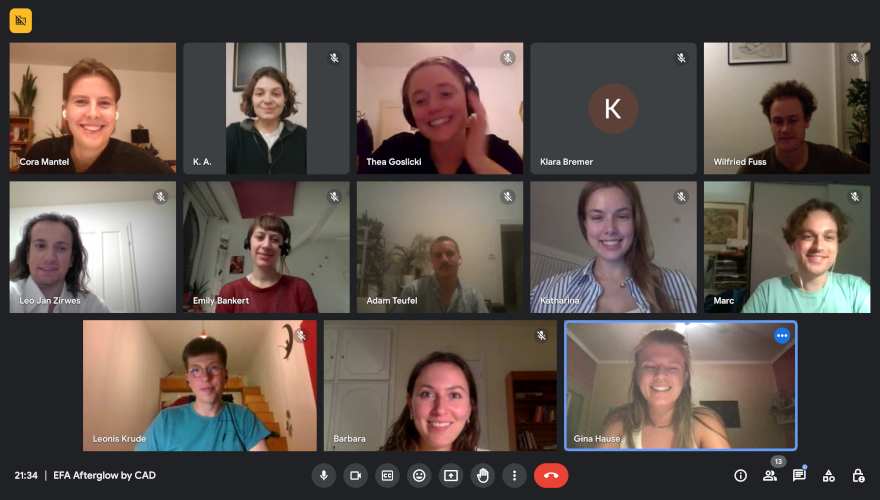 Cora Mantel
K. A.
Thea Goslicki
K
Klara Bremer
Wilfried Fuss
Leo Jan Zirwes
Emily Bankert
Adam Teufel
Katharina
Marc
Leonis Krude
Barbara
Gina Hause
21:34 | EFA Afterglow by CAD
CC
13